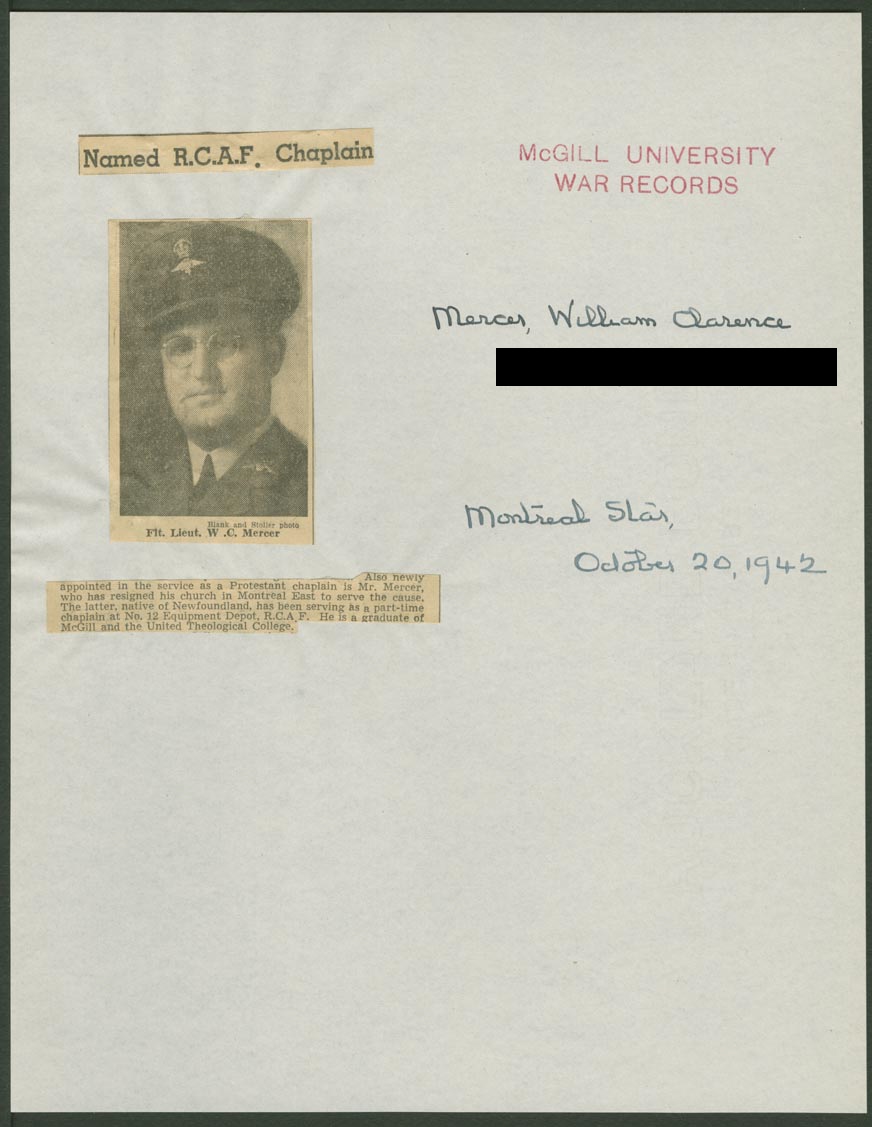 Named R.C.A.F. Chaplain
McGILL UNIVERSITY
WAR RECORDS
Mercer, William Clarence
Blank and Stoller photo
Flt. Lieut. W .C. Mercer
Montreal Star,
October 20, 1942
Also newly
appointed in the service as a Protestant chaplain is Mr. Mercer,
who has resigned his church in Montreal East to serve the cause.
The latter, native of Newfoundland, has been serving as a part-time
chaplain at No. 12 Equipment Depot, R.C.A.F. He is a graduate of
McGill and the United Theological College.